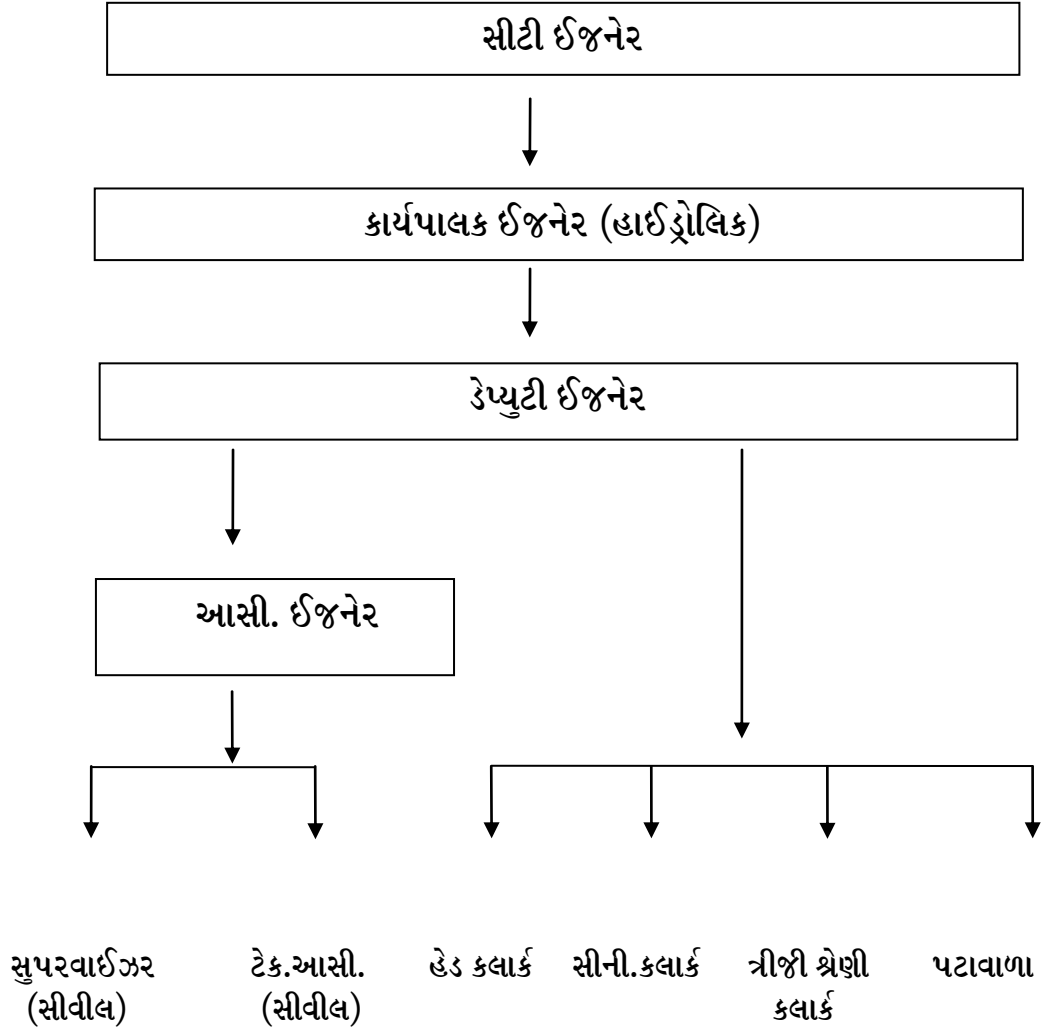 સીટી ઈજનેર
કાર્યપાલક ઈજનેર (હાઈડ્રોલિક)
ડેપ્યુટી ઈજનેર
આસી. ઈજનેર
સુપરવાઈઝર
(સીવીલ)
ટેક.આસી.
(સીવીલ)
હેડ કલાર્ક
સીની.કલાર્ક
ત્રીજી શ્રેણી
કલાર્ક
પટાવાળા